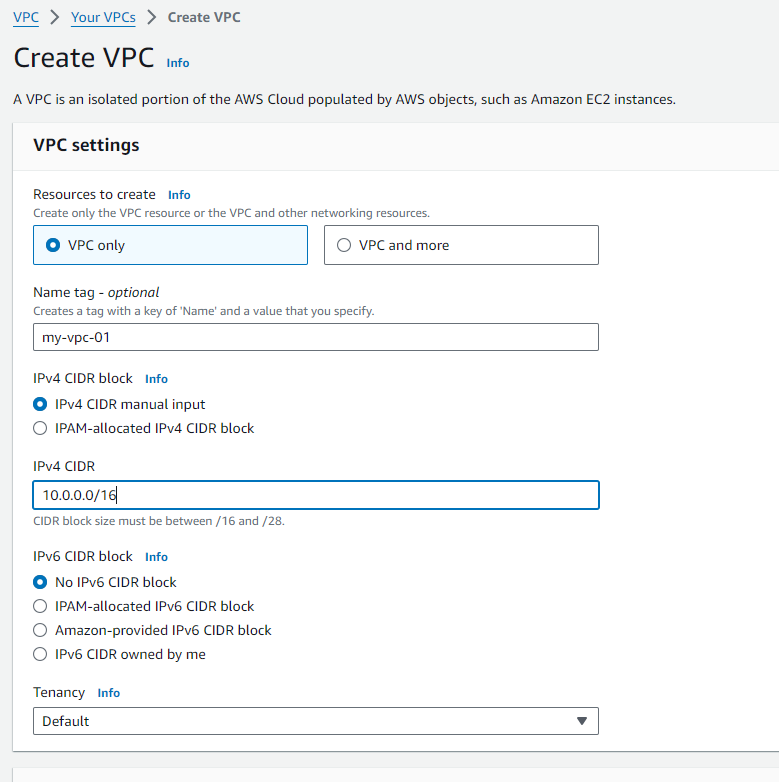 VPC > Your VPCs > Create VPC
Create VPC Info
A VPC is an isolated portion of the AWS Cloud populated by AWS objects, such as Amazon EC2 instances.
VPC settings
Resources to create Info
Create only the VPC resource or the VPC and other networking resources.
VPC only VPC and more
Name tag - optional
Creates a tag with a key of 'Name' and a value that you specify.
my-vpc-01
IPv4 CIDR block Info
IPv4 CIDR manual input
IPAM-allocated IPv4 CIDR block
IPv4 CIDR
10.0.0.0/16
CIDR block size must be between /16 and /28.
IPv6 CIDR block Info
No IPv6 CIDR block
IPAM-allocated IPv6 CIDR block
Amazon-provided IPv6 CIDR block
IPv6 CIDR owned by me
Tenancy Info
Default